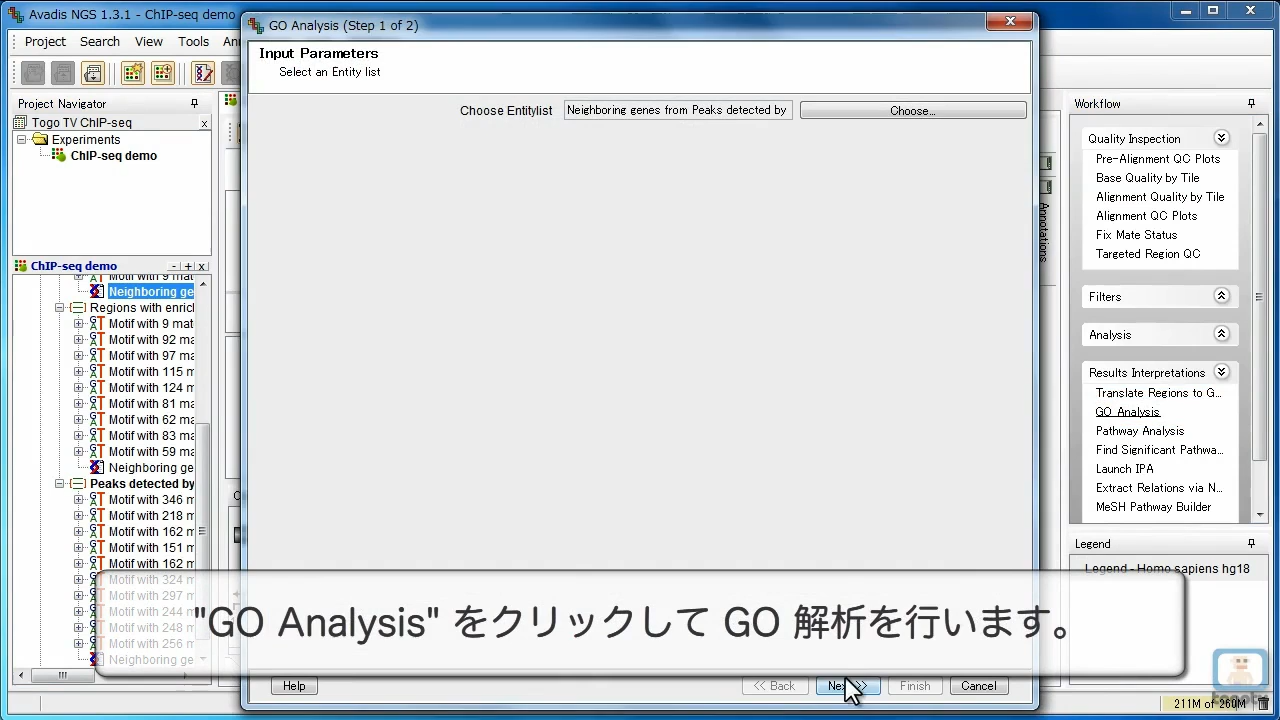 Avadis NGS 1.3.1 - ChIP-seq demo
GO Analysis (Step 1 of 2)
Project Search View Tools
Input Parameters
Select an Entity list
Choose Entitylist Neighboring genes from Peaks detected by Choose...
Project Navigator
Togo TV ChIP-seq
Experiments
ChIP-seq demo
ChIP-seq demo
Motif with 9 mat
Neighboring ge
Regions with enrich
Motif with 9 mat
Motif with 92 ma
Motif with 97 ma
Motif with 115 m
Motif with 124 m
Motif with 81 ma
Motif with 62 ma
Motif with 83 ma
Motif with 59 ma
Neighboring ge
Peaks detected by
Motif with 346 m
Motif with 218 m
Motif with 162 m
Motif with 151 m
Motif with 162 m
Motif with 324 m
Motif with 297 m
Motif with 244 m
Motif with 248 m
Motif with 256 m
Neighboring ge
Annotations
Workflow
Quality Inspection
Pre-Alignment QC Plots
Base Quality by Tile
Alignment Quality by Tile
Alignment QC Plots
Fix Mate Status
Targeted Region QC
Filters
Analysis
Results Interpretations
Translate Regions to G...
GO Analysis
Pathway Analysis
Find Significant Pathwa...
Launch IPA
Extract Relations via N...
MeSH Pathway Builder
Legend
Legend - Homo sapiens hg18
"GO Analysis" をクリックして GO 解析を行います。
Help << Back Next >> Finish Cancel
211M of 260M